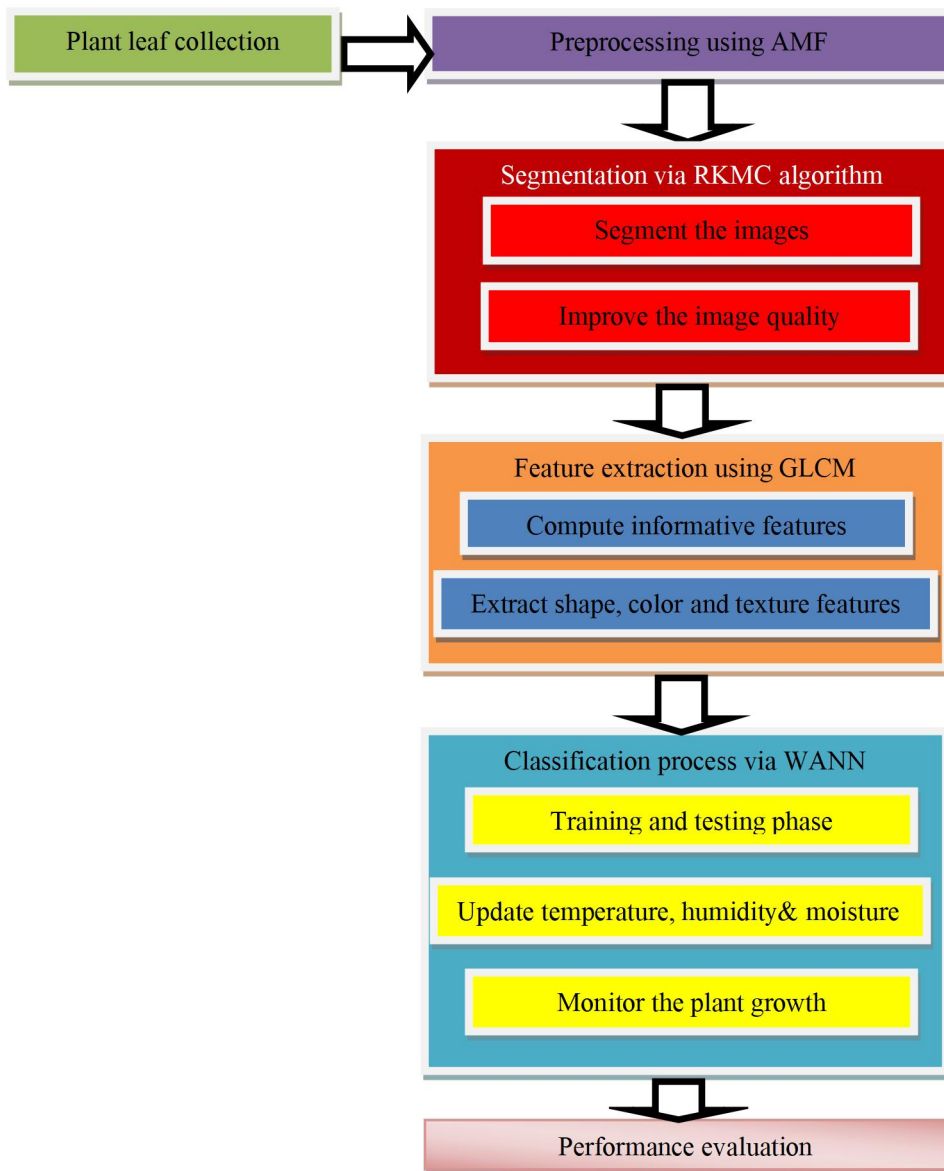 Plant leaf collection
Preprocessing using AMF
Segmentation via RKMC algorithm
Segment the images
Improve the image quality
Feature extraction using GLCM
Compute informative features
Extract shape, color and texture features
Classification process via WANN
Training and testing phase
Update temperature, humidity& moisture
Monitor the plant growth
Performance evaluation